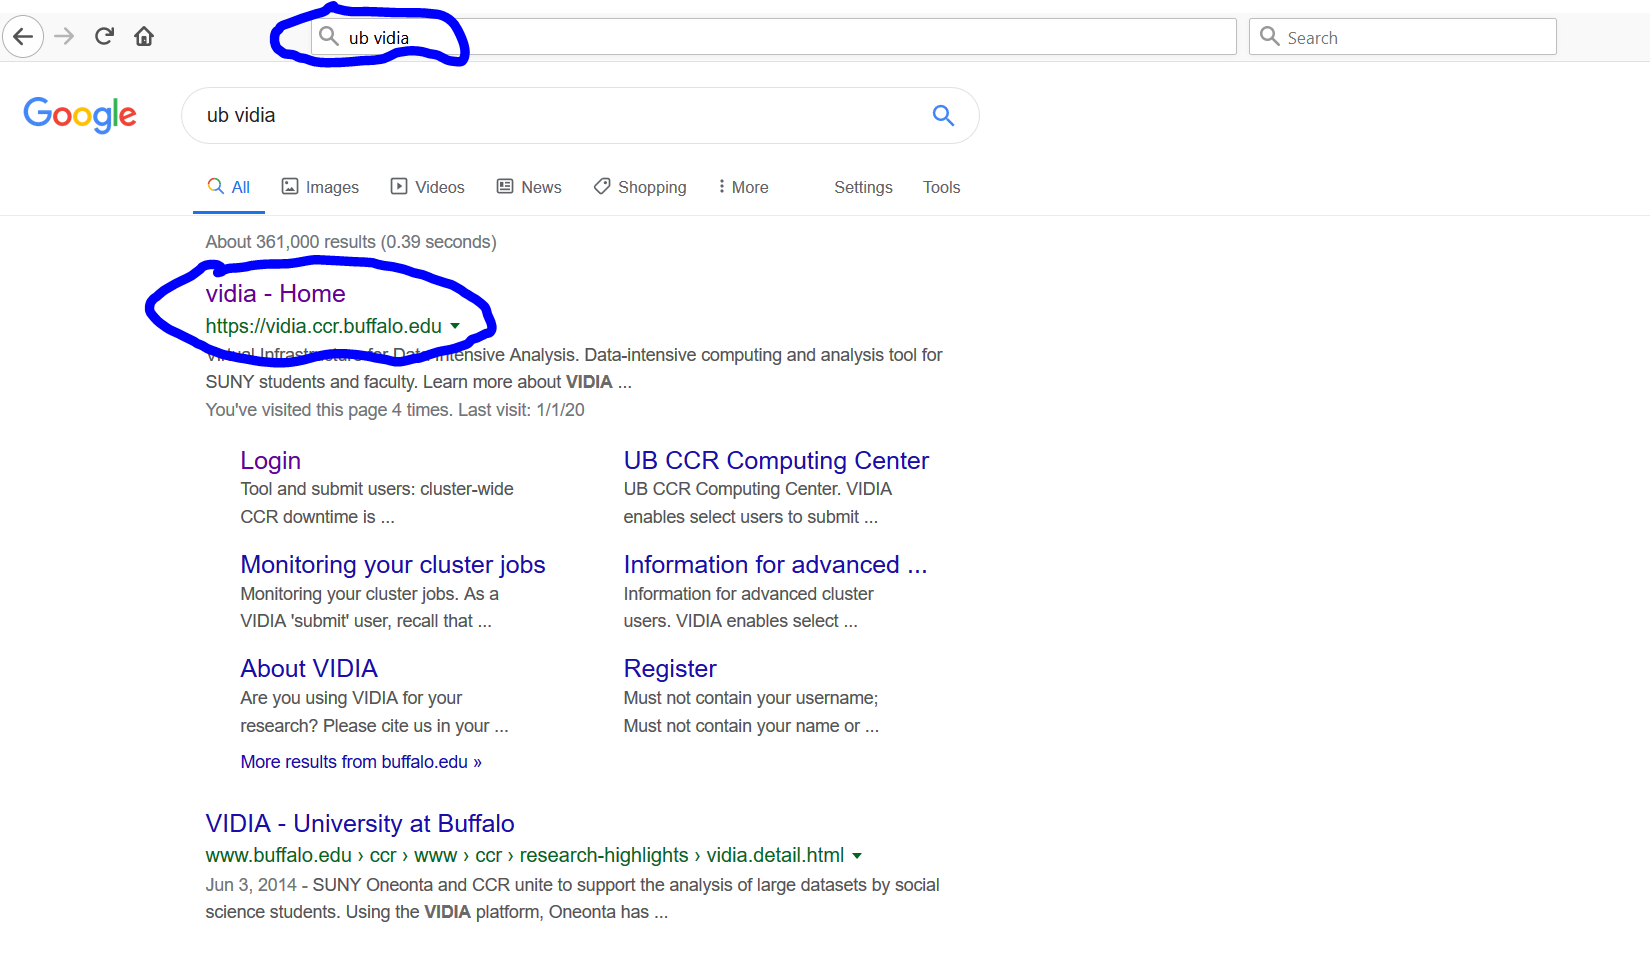 ub vidia
Search
Google
ub vidia
All Images Videos News Shopping More Settings Tools
About 361,000 results (0.39 seconds)
vidia - Home
https://vidia.ccr.buffalo.edu
Virtual Infrastructure for Data-Intensive Analysis. Data-intensive computing and analysis tool for
SUNY students and faculty. Learn more about VIDIA ...
You've visited this page 4 times. Last visit: 1/1/20
Login
Tool and submit users: cluster-wide
CCR downtime is ...
UB CCR Computing Center
UB CCR Computing Center. VIDIA
enables select users to submit ...
Monitoring your cluster jobs
Monitoring your cluster jobs. As a
VIDIA 'submit' user, recall that ...
Information for advanced ...
Information for advanced cluster
users. VIDIA enables select ...
About VIDIA
Are you using VIDIA for your
research? Please cite us in your ...
Register
Must not contain your username;
Must not contain your name or ...
More results from buffalo.edu »
VIDIA - University at Buffalo
www.buffalo.edu › ccr › www › ccr › research-highlights › vidia.detail.html
Jun 3, 2014 - SUNY Oneonta and CCR unite to support the analysis of large datasets by social
science students. Using the VIDIA platform, Oneonta has ...